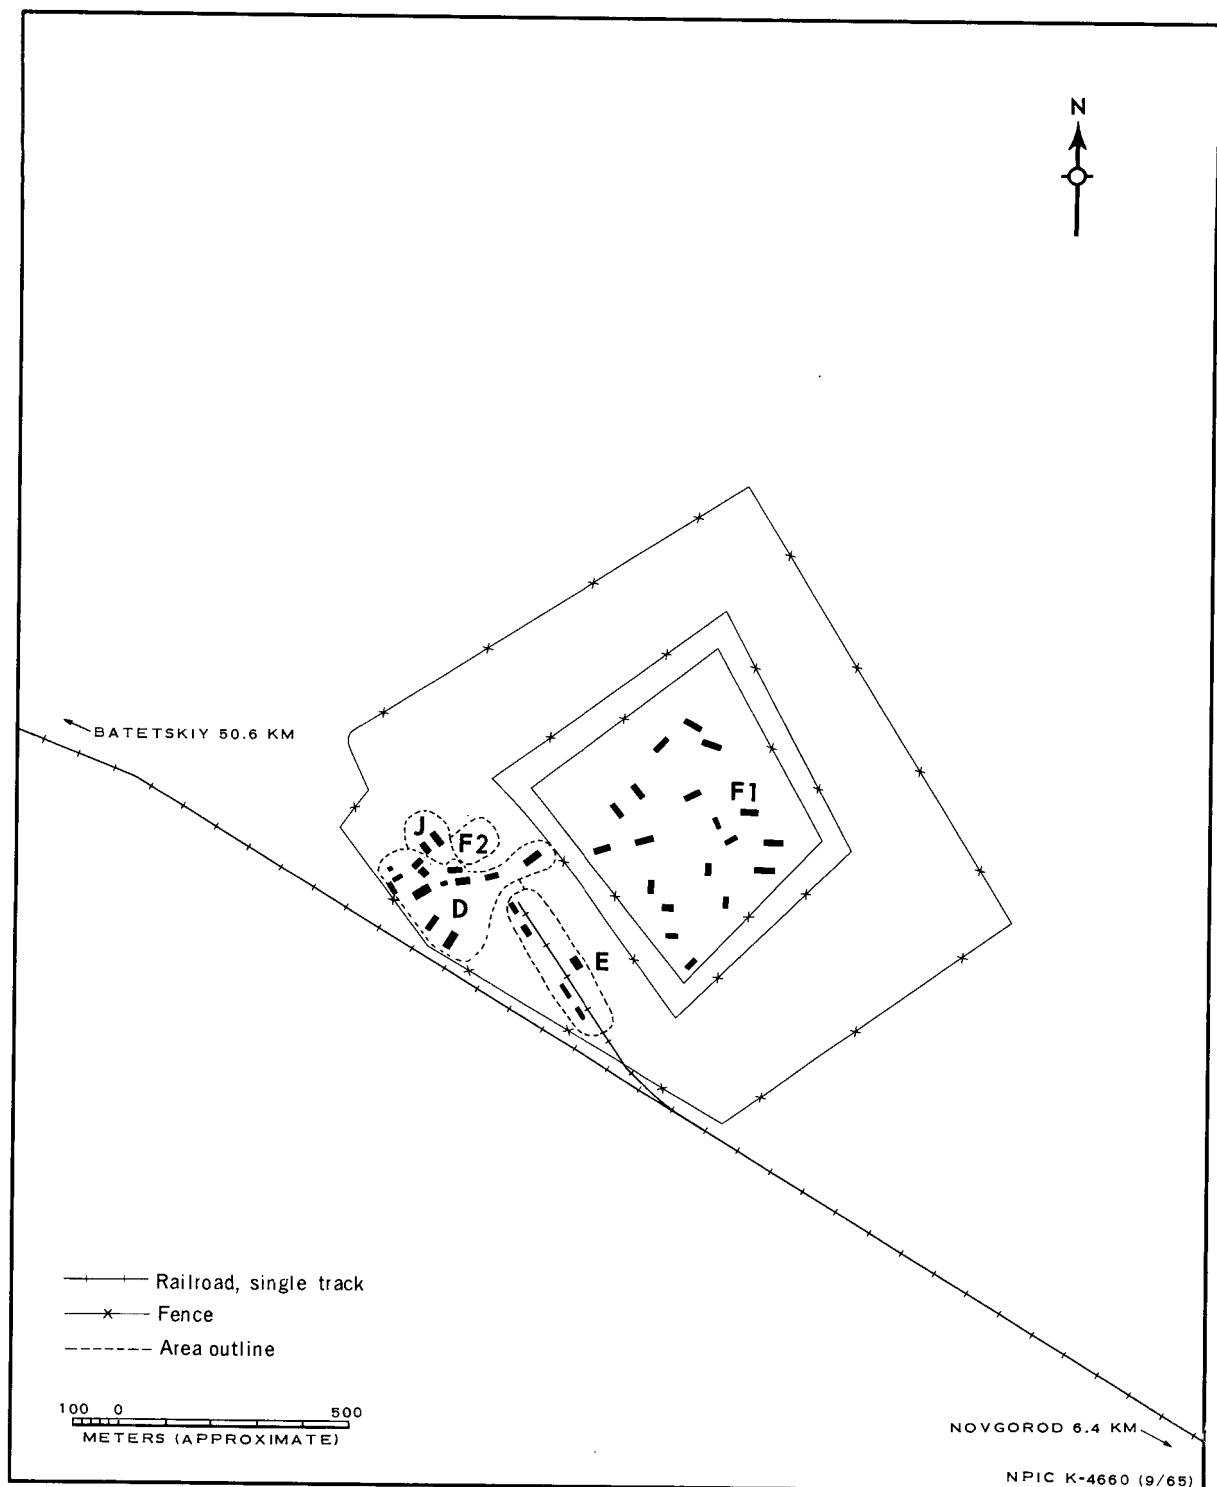 N
BATETSKIY 50.6 KM
J
F2
F1
D
E
Railroad, single track
Fence
Area outline
100 0 500
METERS (APPROXIMATE)
NOVGOROD 6.4 KM
NPIC K-4660 (9/65)